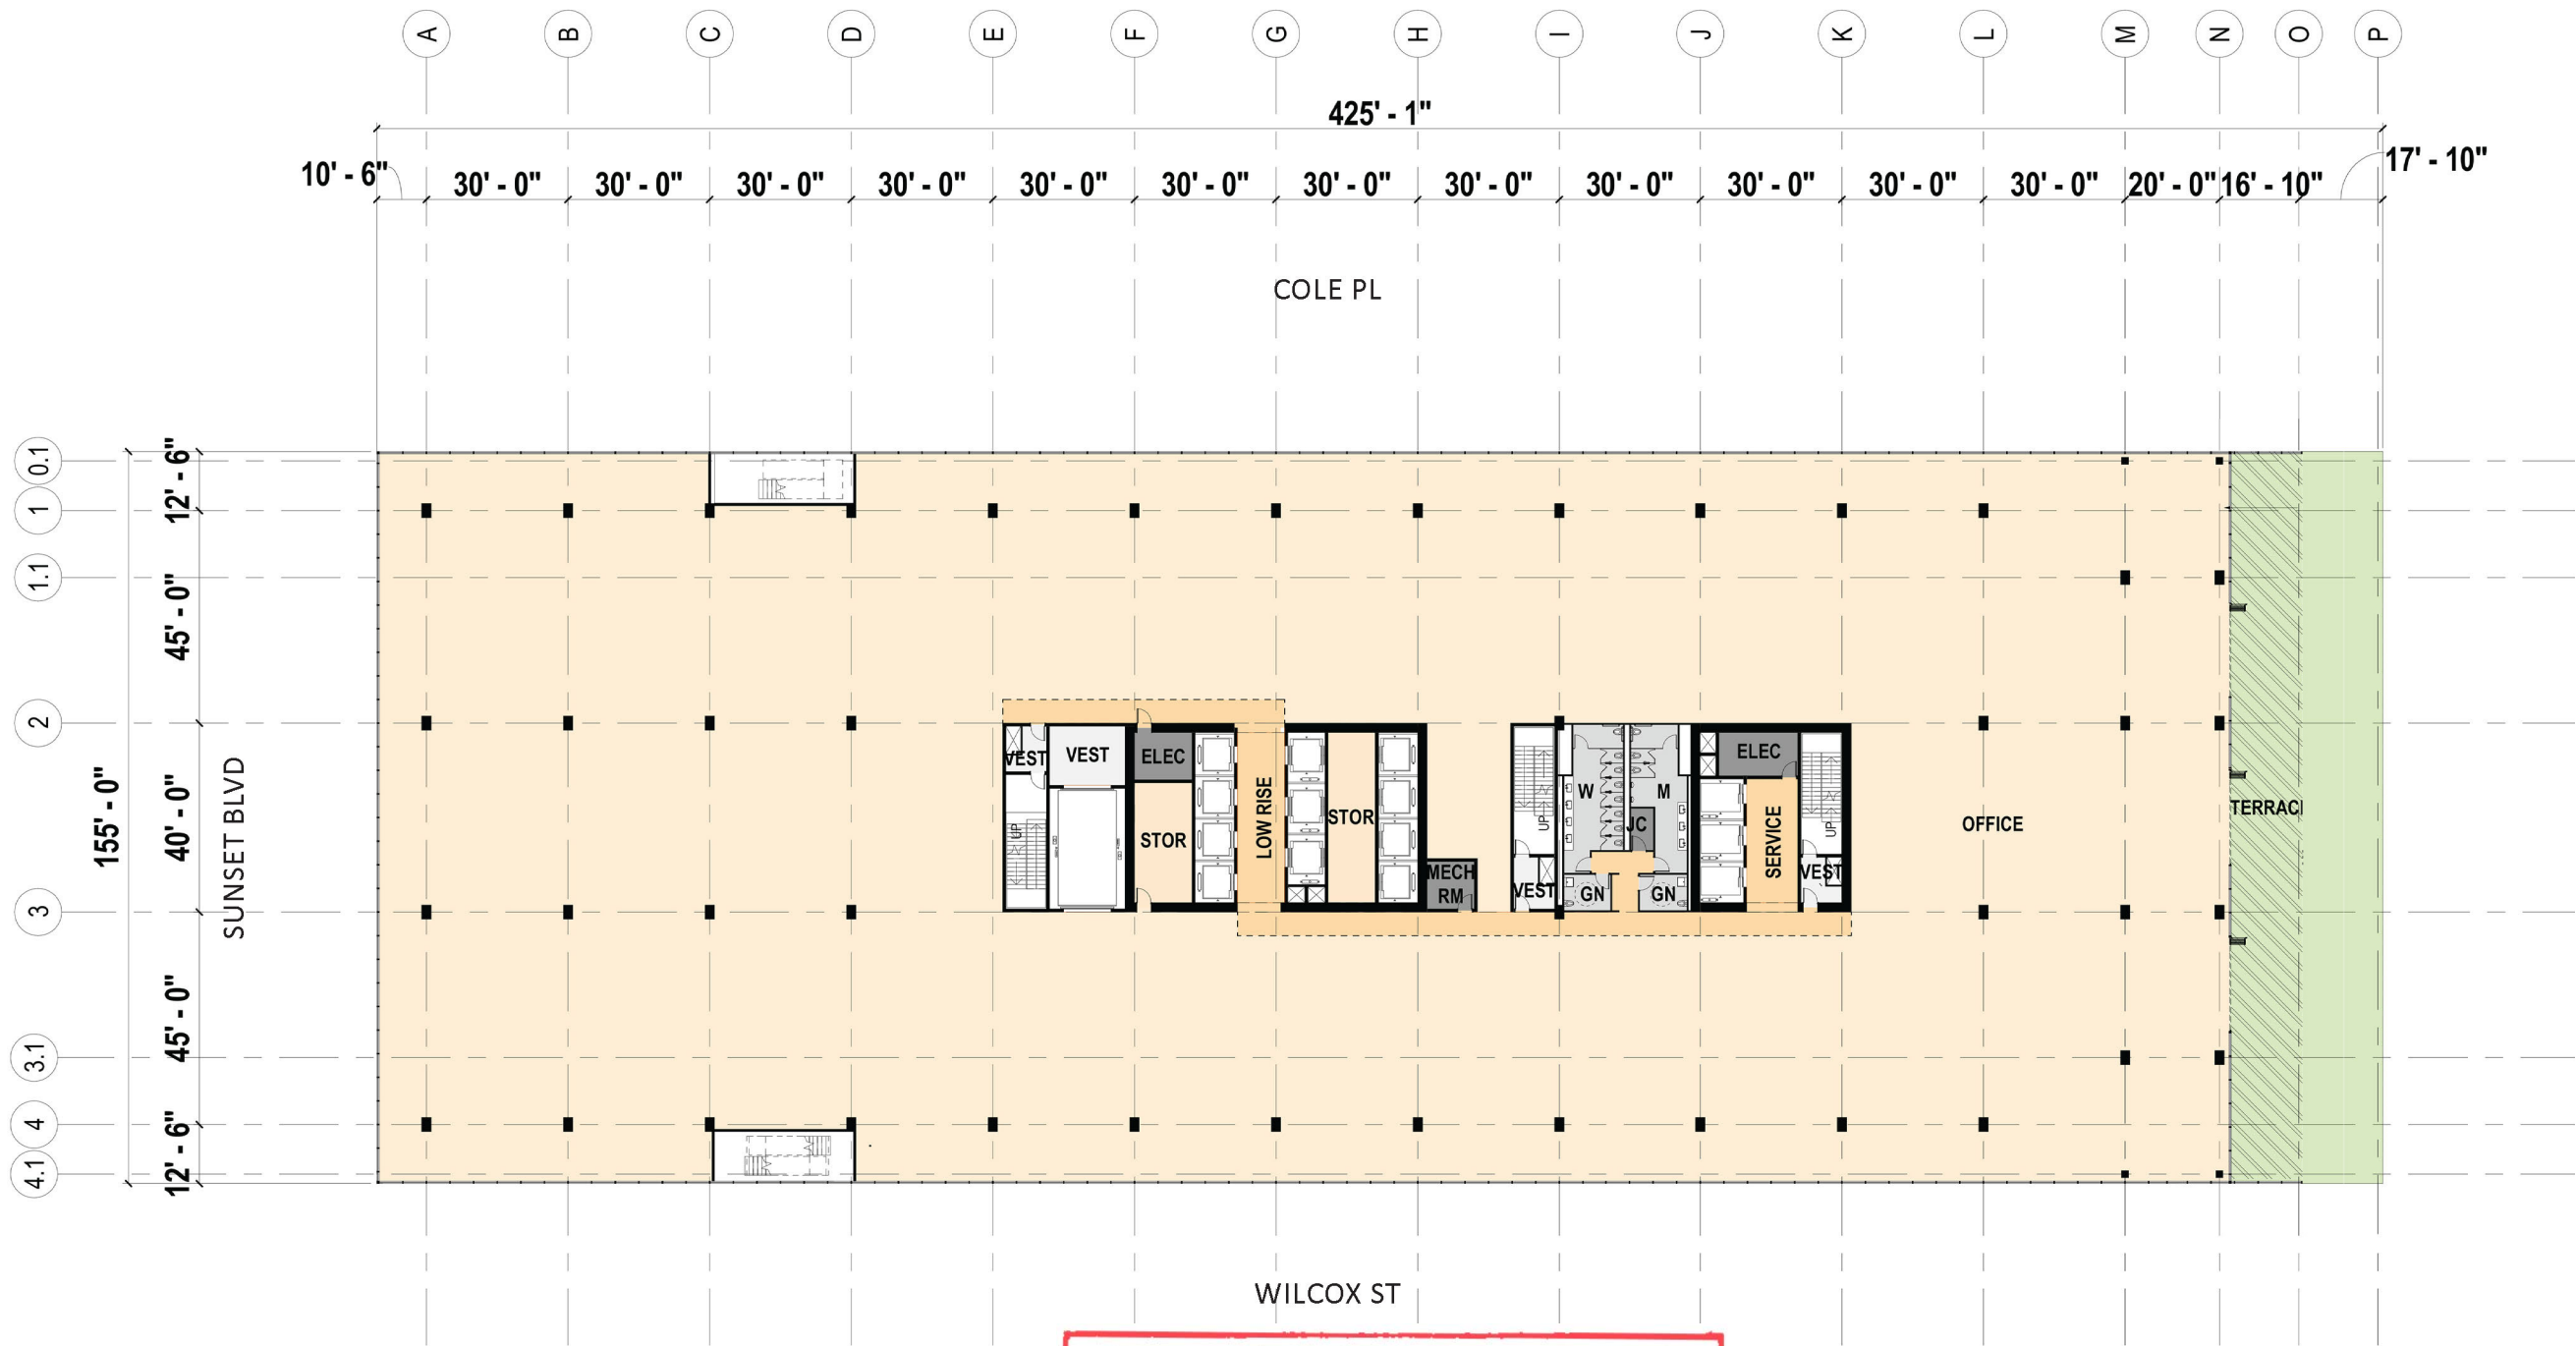 A B C D E F G H I J K L M N O P
425' - 1"
10' - 6" 30' - 0" 30' - 0" 30' - 0" 30' - 0" 30' - 0" 30' - 0" 30' - 0" 30' - 0" 30' - 0" 30' - 0" 30' - 0" 30' - 0" 20' - 0" 16' - 10" 17' - 10"
COLE PL
0.1
1
1.1
2
3
3.1
4
4.1
155' - 0"
12' - 6"
45' - 0"
40' - 0"
45' - 0"
12' - 6"
SUNSET BLVD
VEST
VEST
UP
ELEC
STOR
LOW RISE
STOR
MECH
RM
UP
VEST
W
M
JC
GN
GN
ELEC
SERVICE
UP
VEST
OFFICE
TERRAC
WILCOX ST